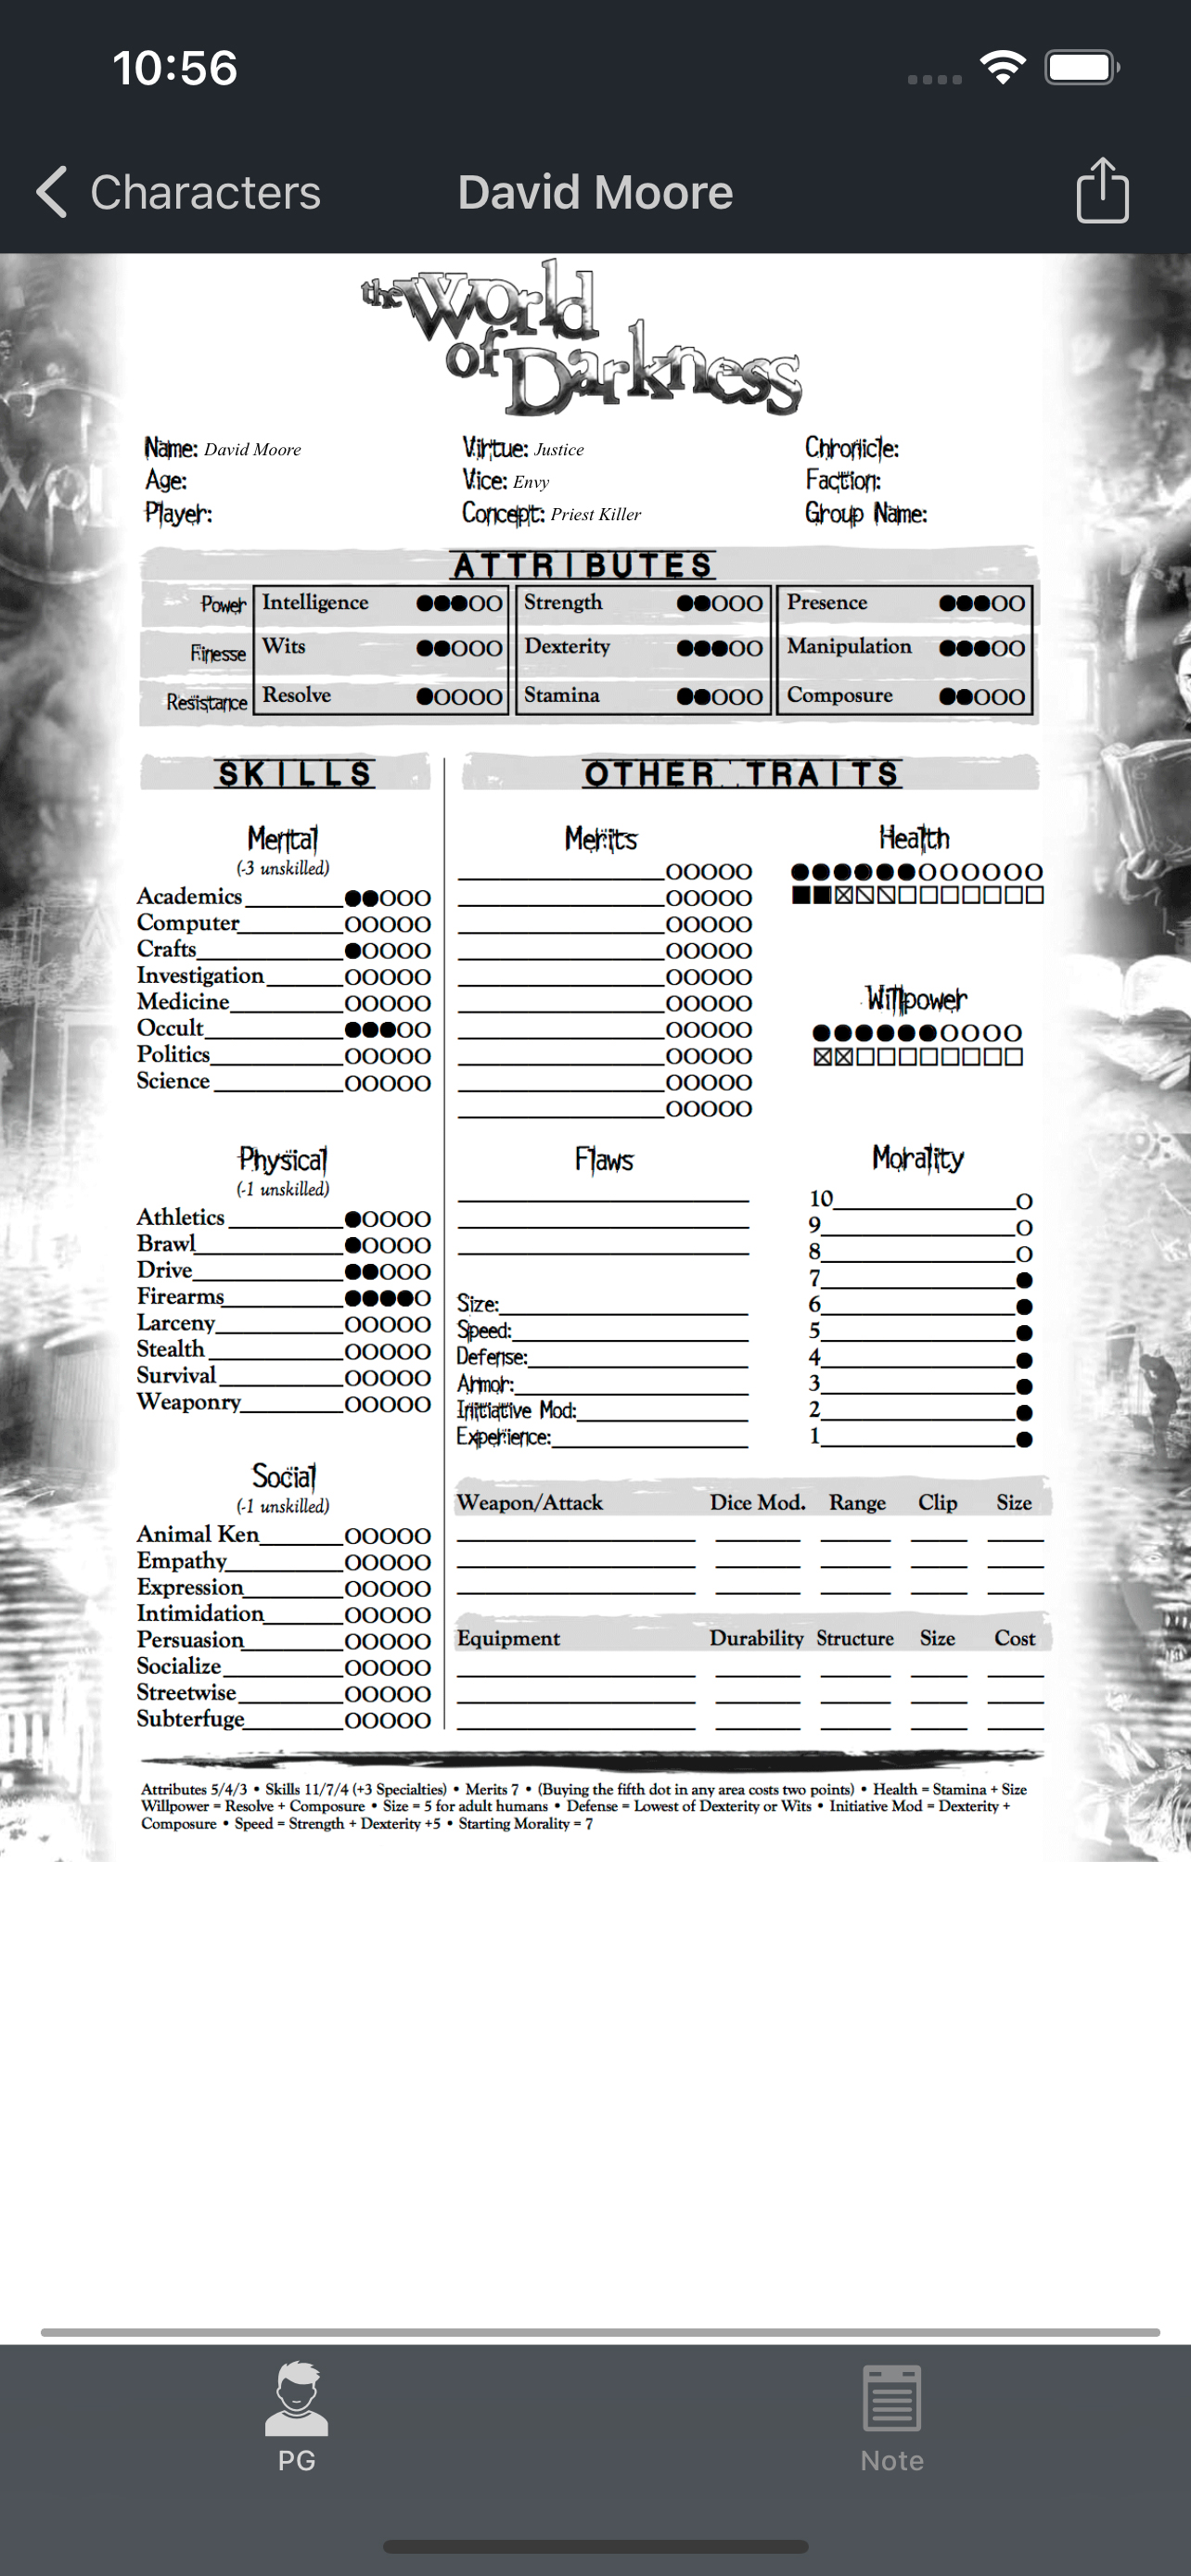 10:56
Characters
David Moore
the World
of Darkness
Name: David Moore Virtue: Justice Chronicle:
Age: Vice: Envy Faction:
Player: Concept: Priest Killer Group Name:
ATTRIBUTES
Power Intelligence Strength Presence
Finesse Wits Dexterity Manipulation
Resistance Resolve Stamina Composure
SKILLS
Mental
(-3 unskilled)
Academics
Computer
Crafts
Investigation
Medicine
Occult
Politics
Science
Physical
(-1 unskilled)
Athletics
Brawl
Drive
Firearms
Larceny
Stealth
Survival
Weaponry
Social
(-1 unskilled)
Animal Ken
Empathy
Expression
Intimidation
Persuasion
Socialize
Streetwise
Subterfuge
OTHER TRAITS
Merits
Flaws
Size:
Speed:
Defense:
Armor:
Initiative Mod:
Experience:
Health
Willpower
Morality
10
9
8
7
6
5
4
3
2
1
Weapon/Attack Dice Mod. Range Clip Size
Equipment Durability Structure Size Cost
Attributes 5/4/3 • Skills 11/7/4 (+3 Specialties) • Merits 7 • (Buying the fifth dot in any area costs two points) • Health = Stamina + Size
Willpower = Resolve + Composure • Size = 5 for adult humans • Defense = Lowest of Dexterity or Wits • Initiative Mod = Dexterity +
Composure • Speed = Strength + Dexterity +5 • Starting Morality = 7
PG
Note